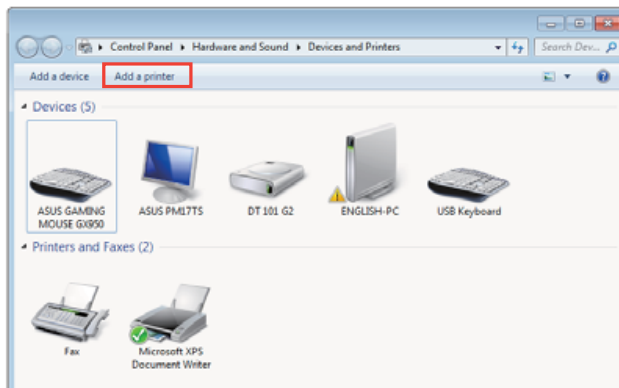 Control Panel ▸ Hardware and Sound ▸ Devices and Printers
Search Dev...
Add a device Add a printer
Devices (5)
ASUS GAMING MOUSE GX950
ASUS PM17TS
DT 101 G2
ENGLISH-PC
USB Keyboard
Printers and Faxes (2)
Fax
Microsoft XPS
Document Writer